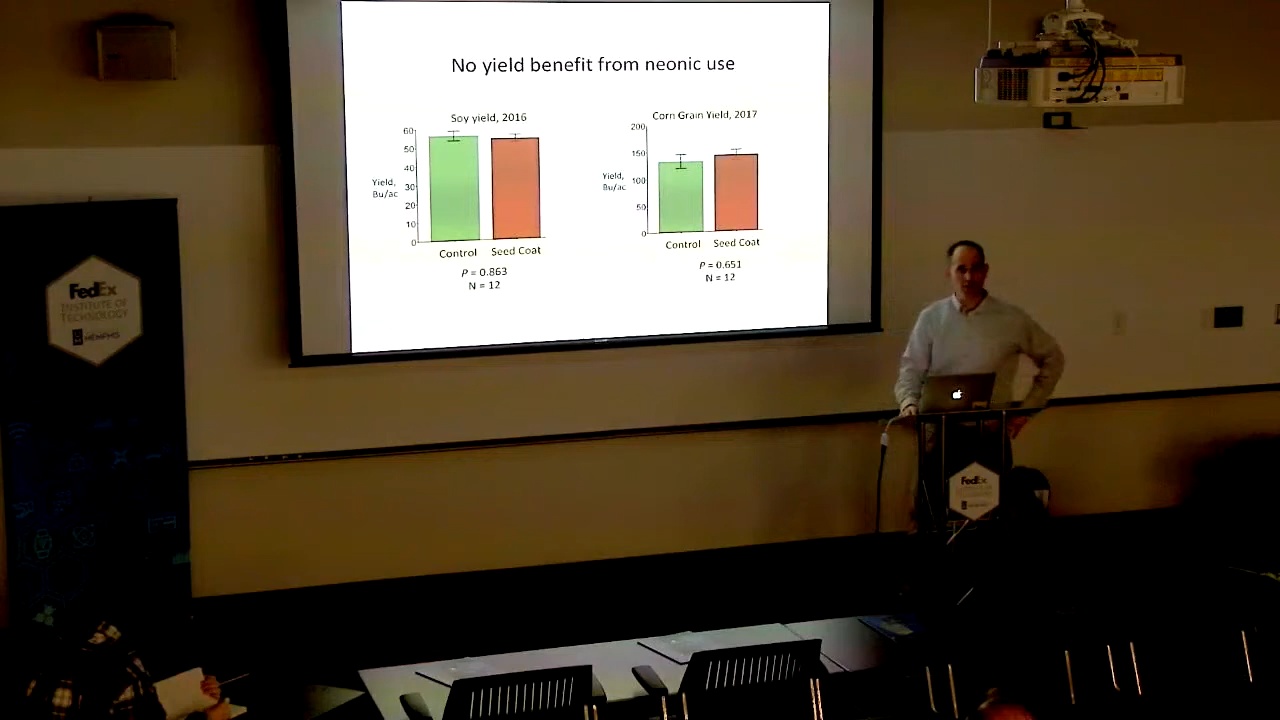 No yield benefit from neonic use
Soy yield, 2016
60
50
40
30
20
10
0
Yield,
Bu/ac
Control
Seed Coat
P = 0.863
N = 12
Corn Grain Yield, 2017
200
150
100
50
0
Yield,
Bu/ac
Control
Seed Coat
P = 0.651
N = 12
FedEx
INSTITUTE OF
TECHNOLOGY
MEMPHIS
FedEx